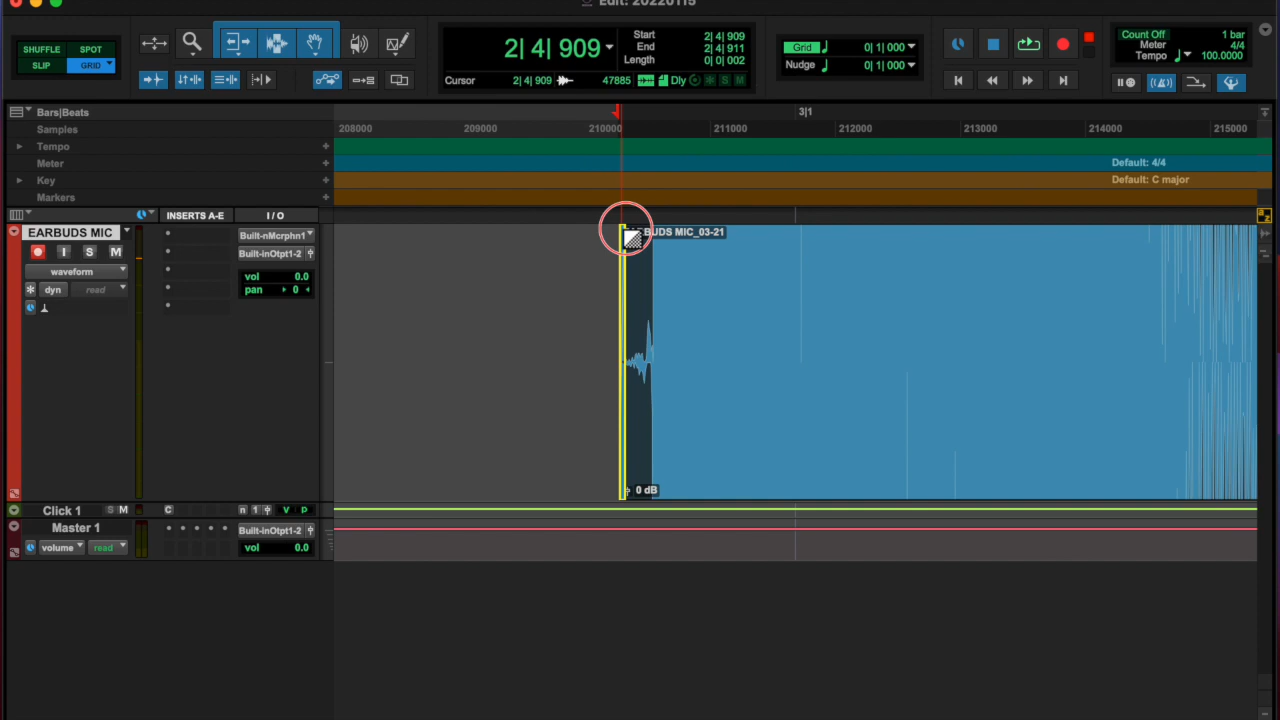 Edit: 20220115
SHUFFLE SPOT
SLIP GRID
2| 4| 909
Start 2| 4| 909
End 2| 4| 911
Length 0| 0| 002
Cursor 2| 4| 909 47885 Dly S M
Grid 0| 1| 000
Nudge 0| 1| 000
Count Off 1 bar
Meter 4/4
Tempo 100.0000
Bars|Beats 3|1
Samples 208000 209000 210000 211000 212000 213000 214000 215000
Tempo
Meter Default: 4/4
Key Default: C major
Markers
INSERTS A-E I / O
a z
EARBUDS MIC
I S M
waveform
dyn read
Built-nMcrphn1
Built-inOtpt1-2
vol 0.0
pan 0
BUDS MIC_03-21
0 dB
Click 1 S M C n 1 V P
Master 1
volume read
Built-inOtpt1-2
vol 0.0